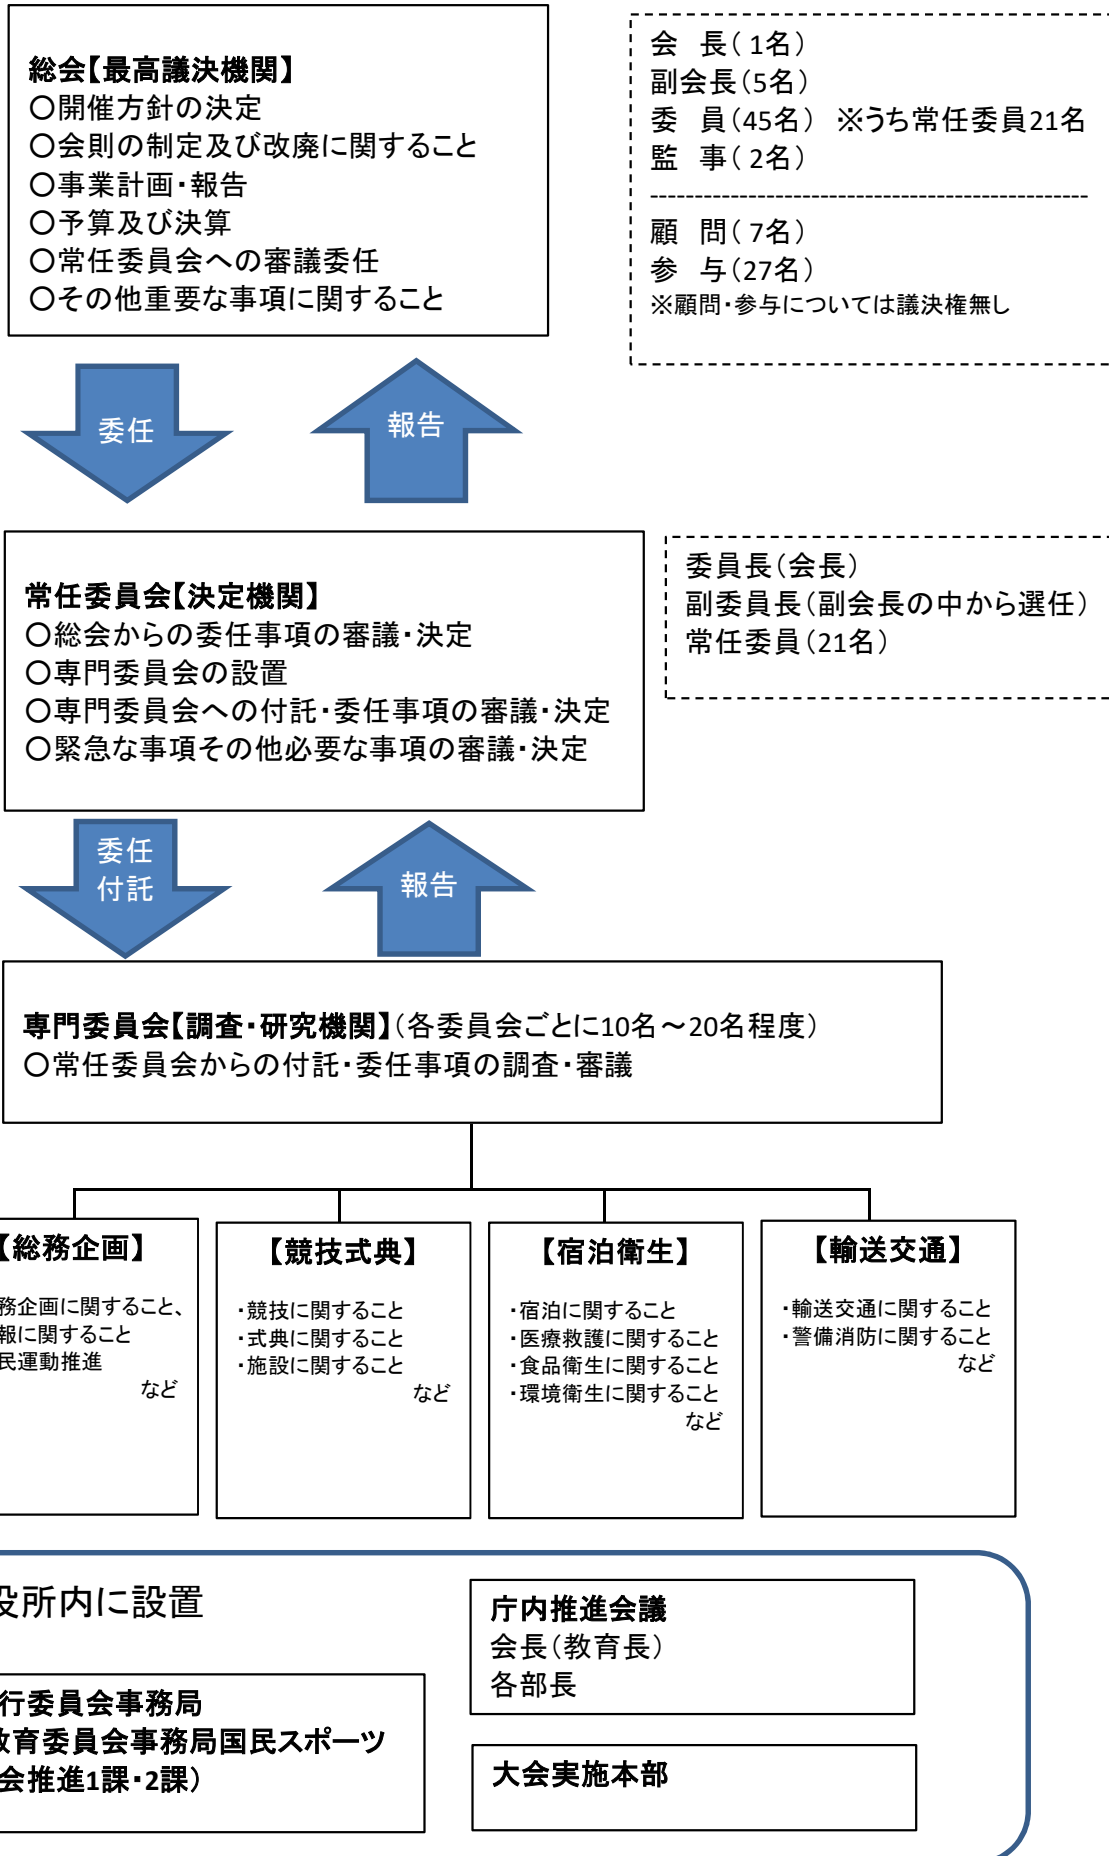 総会【最高議決機関】
〇開催方針の決定
〇会則の制定及び改廃に関すること
〇事業計画・報告
〇予算及び決算
〇常任委員会への審議委任
〇その他重要な事項に関すること
会　長（ 1名）
副会長（5名）
委　員（45名）　※うち常任委員21名
監　事（ 2名）
------------------------------------------------
顧　問（ 7名）
参　与（27名）
※顧問・参与については議決権無し
委任
報告
常任委員会【決定機関】
〇総会からの委任事項の審議・決定
〇専門委員会の設置
〇専門委員会への付託・委任事項の審議・決定
〇緊急な事項その他必要な事項の審議・決定
委員長（会長）
副委員長（副会長の中から選任）
常任委員（21名）
委任
付託
報告
専門委員会【調査・研究機関】（各委員会ごとに10名～20名程度）
〇常任委員会からの付託・委任事項の調査・審議
【総務企画】
務企画に関すること、
報に関すること
民運動推進
など
【競技式典】
・競技に関すること
・式典に関すること
・施設に関すること
など
【宿泊衛生】
・宿泊に関すること
・医療救護に関すること
・食品衛生に関すること
・環境衛生に関すること
など
【輸送交通】
・輸送交通に関すること
・警備消防に関すること
など
役所内に設置
行委員会事務局
教育委員会事務局国民スポーツ
会推進1課・2課）
庁内推進会議
会長（教育長）
各部長
大会実施本部